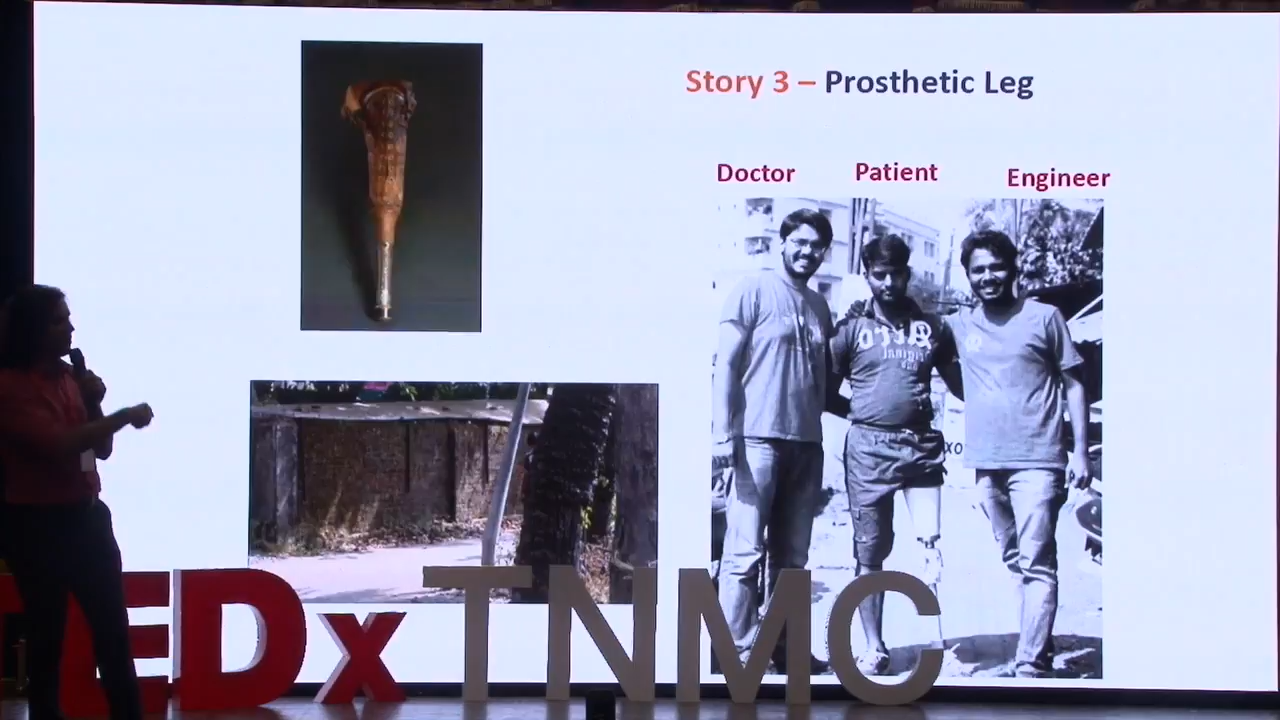 Story 3 – Prosthetic Leg
Doctor
Patient
Engineer
TEDxTNMC